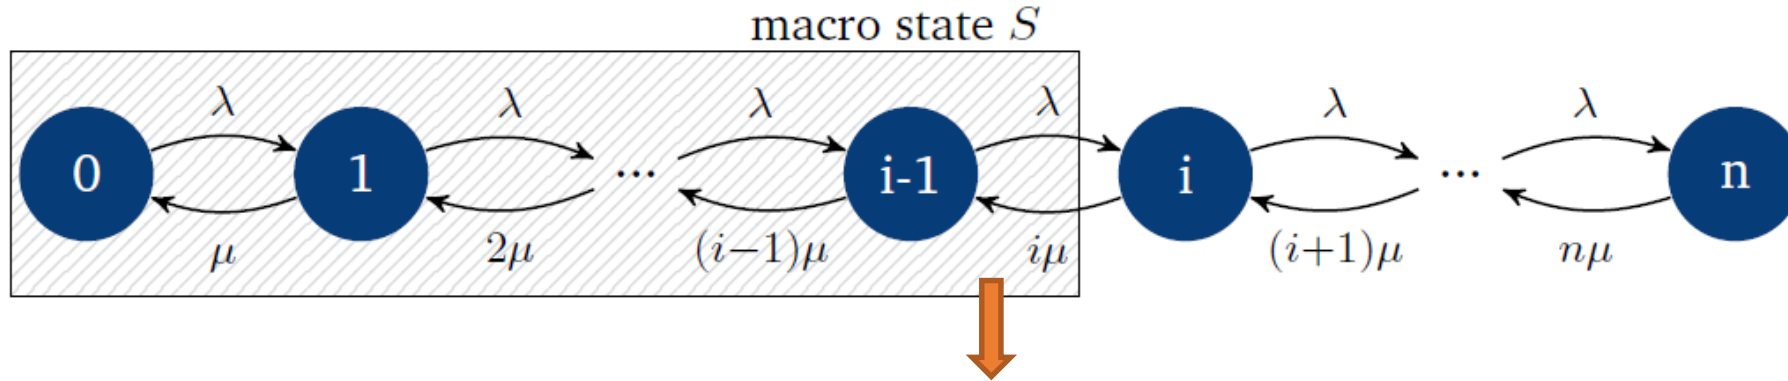 macro state S
λ λ λ λ λ λ
0 1 ... i-1 i ... n
μ 2μ (i−1)μ iμ (i+1)μ nμ